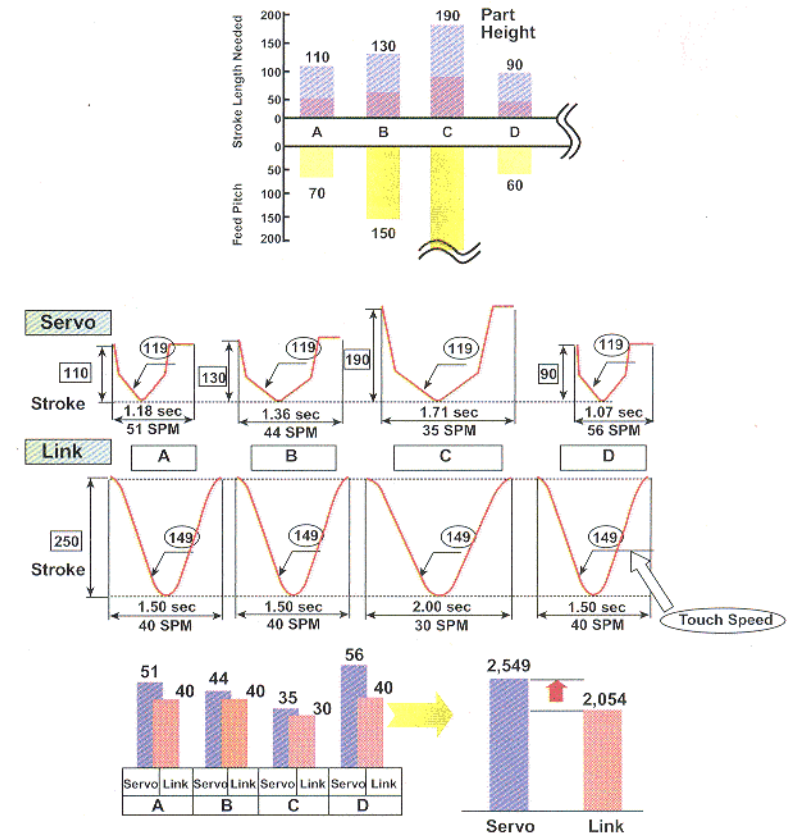 Part
Height
Stroke Length Needed
200
150
100
50
0
110
130
190
90
A
B
C
D
Feed Pitch
0
50
100
150
200
70
150
60
Servo
119
119
119
119
110
130
190
90
Stroke
1.18 sec
1.36 sec
1.71 sec
1.07 sec
51 SPM
44 SPM
35 SPM
56 SPM
Link
A
B
C
D
149
149
149
149
250
Stroke
1.50 sec
1.50 sec
2.00 sec
1.50 sec
40 SPM
40 SPM
30 SPM
40 SPM
Touch Speed
51
40
44
40
35
30
56
40
Servo Link Servo Link Servo Link Servo Link
A
B
C
D
2,549
2,054
Servo
Link